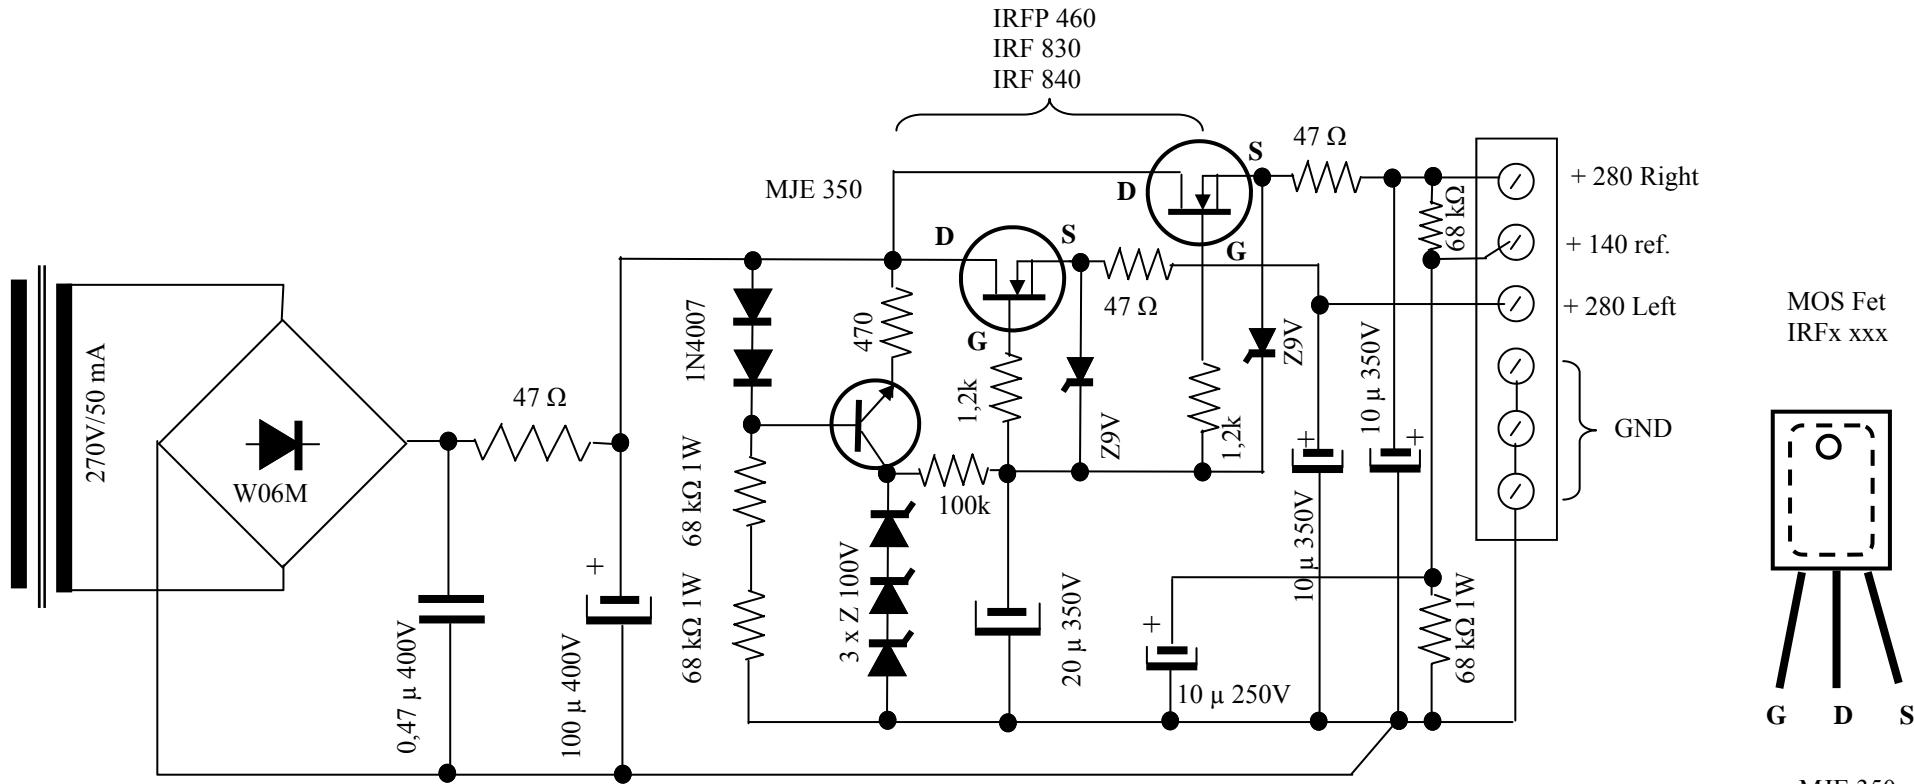 IRFP 460
IRF 830
IRF 840
47 Ω
S
MJE 350
D
+ 280 Right
68 kΩ
D
S
G
+ 140 ref.
47 Ω
+ 280 Left
MOS Fet
IRFx xxx
270V/50 mA
1N4007
470
G
Z9V
10 µ 350V
47 Ω
1,2k
Z9V
1,2k
GND
W06M
68 kΩ 1W
100k
+
+
10 µ 350V
+
68 kΩ 1W
3 x Z 100V
20 µ 350V
+
68 kΩ 1W
0,47 µ 400V
100 µ 400V
10 µ 250V
G D S
MJE 350